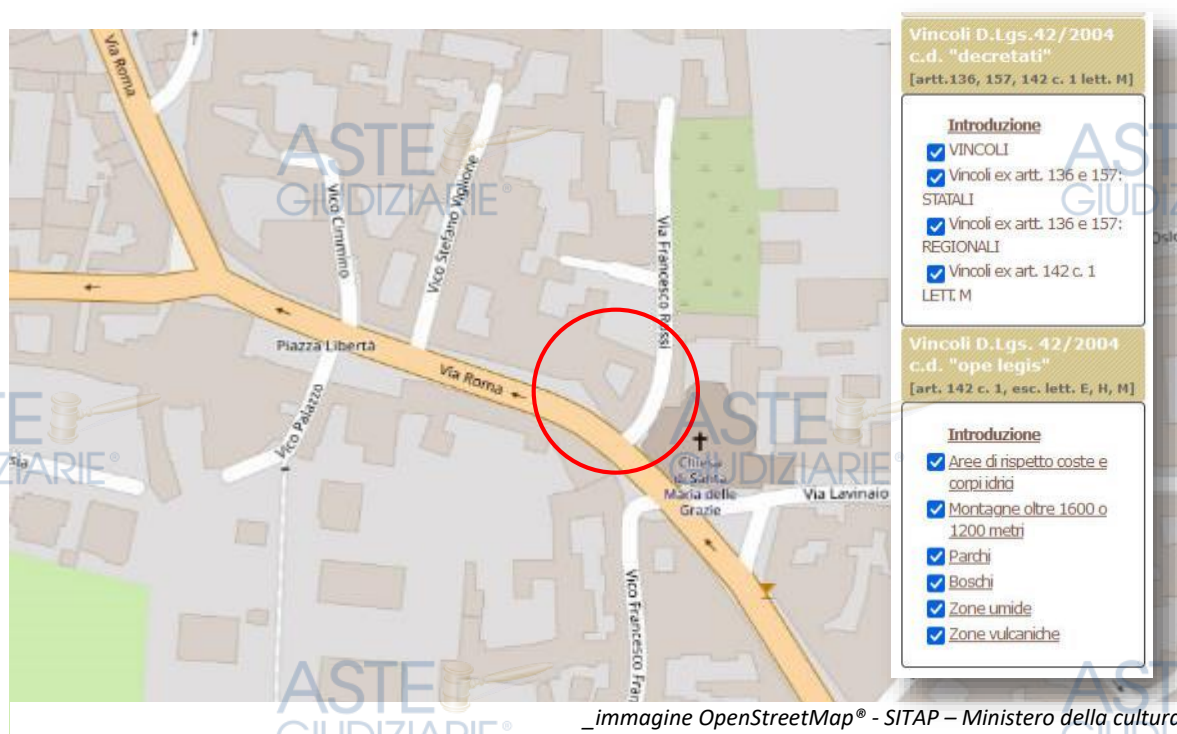 Via Roma
Vico Cimmino
Vico Stefano Viglione
Via Francesco Russi
Piazza Libertà
Via Roma
Vico Palazzo
Chiesa
di Santa
Maria delle
Grazie
Via Lavinaio
Vico Francesco
Vincoli D.Lgs.42/2004
c.d. "decretati"
[artt.136, 157, 142 c. 1 lett. M]
Introduzione
VINCOLI
Vincoli ex artt. 136 e 157:
STATALI
Vincoli ex artt. 136 e 157:
REGIONALI
Vincoli ex art. 142 c. 1
LETT. M
Vincoli D.Lgs. 42/2004
c.d. "ope legis"
[art. 142 c. 1, esc. lett. E, H, M]
Introduzione
Aree di rispetto coste e
corpi idrici
Montagne oltre 1600 o
1200 metri
Parchi
Boschi
Zone umide
Zone vulcaniche
ASTE
GIUDIZIARIE®
ASTE
GIUDIZIARIE®
_immagine OpenStreetMap® - SITAP – Ministero della cultura